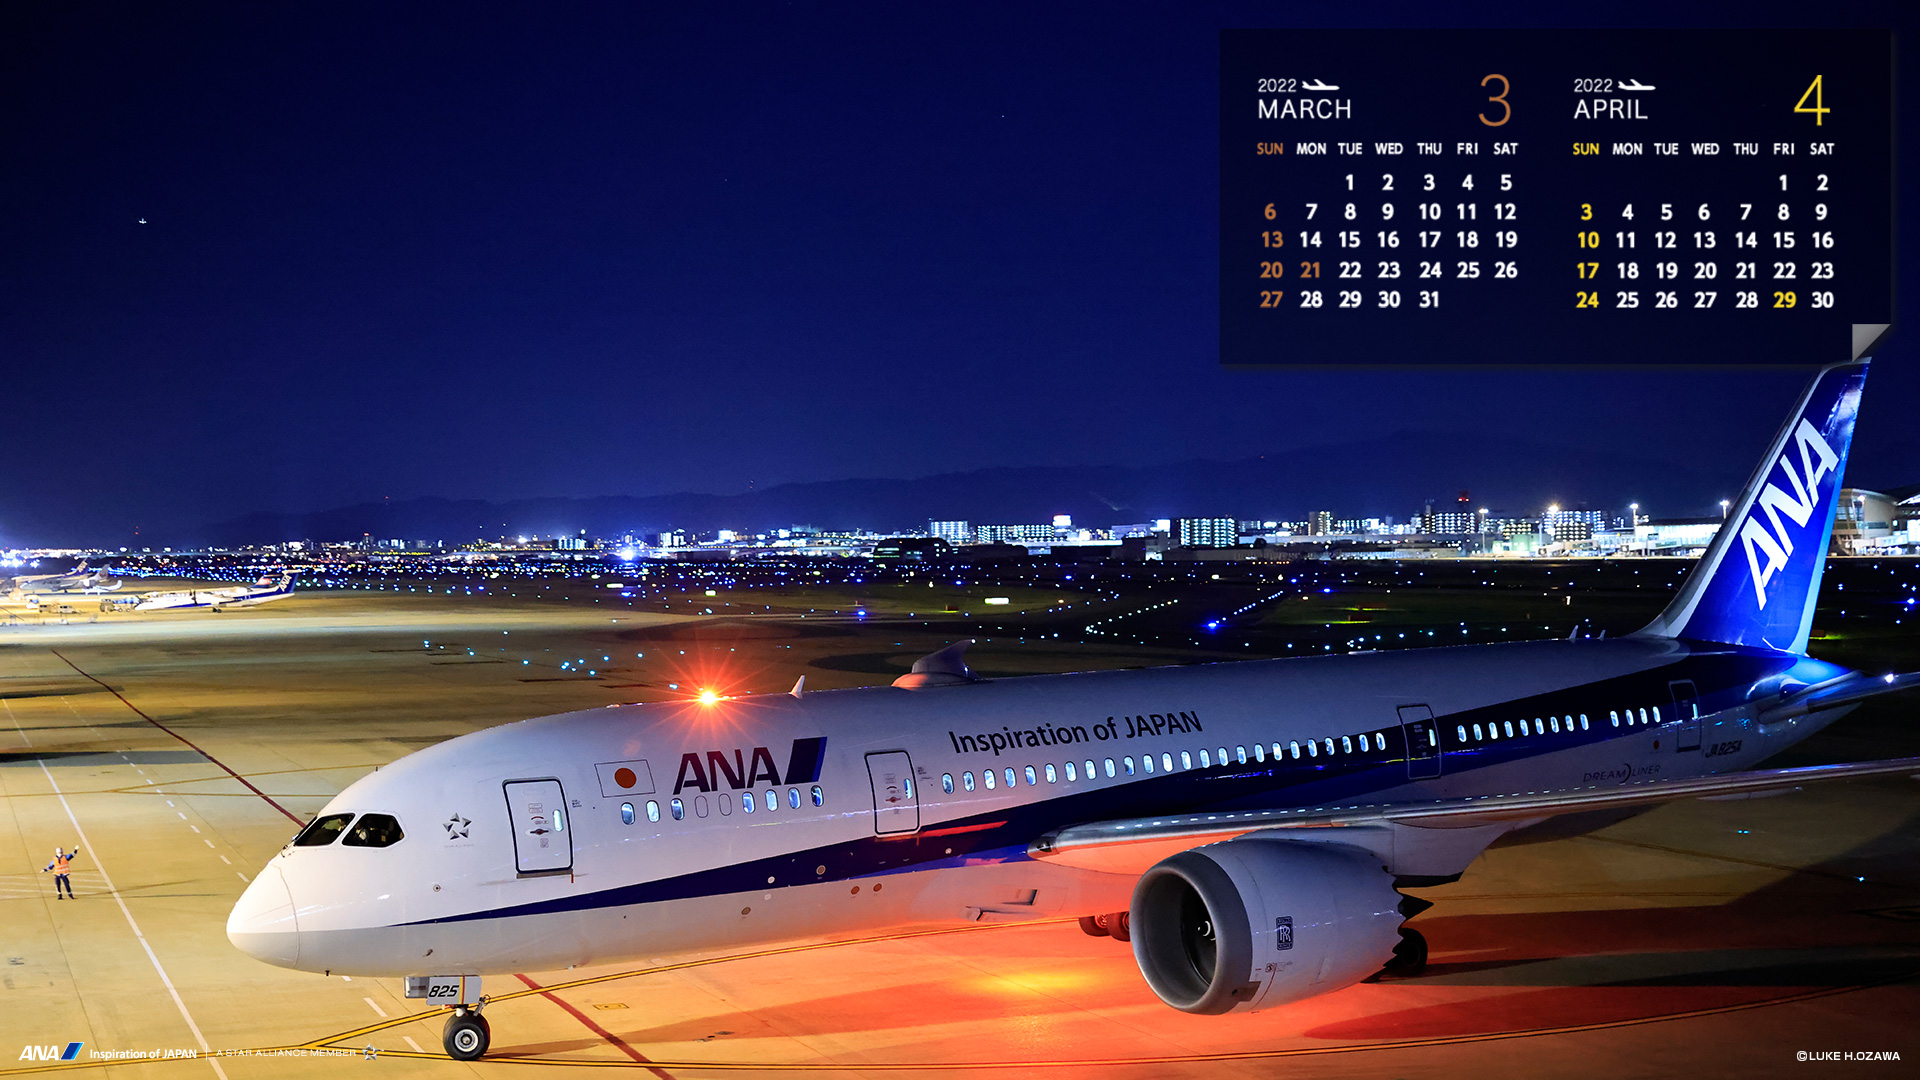 2022
MARCH 3
SUN MON TUE WED THU FRI SAT
1 2 3 4 5
6 7 8 9 10 11 12
13 14 15 16 17 18 19
20 21 22 23 24 25 26
27 28 29 30 31
2022
APRIL 4
SUN MON TUE WED THU FRI SAT
1 2
3 4 5 6 7 8 9
10 11 12 13 14 15 16
17 18 19 20 21 22 23
24 25 26 27 28 29 30
ANA
Inspiration of JAPAN
ANA
DREAMLINER
JA825A
RR
825
ANA Inspiration of JAPAN A STAR ALLIANCE MEMBER
©LUKE H.OZAWA